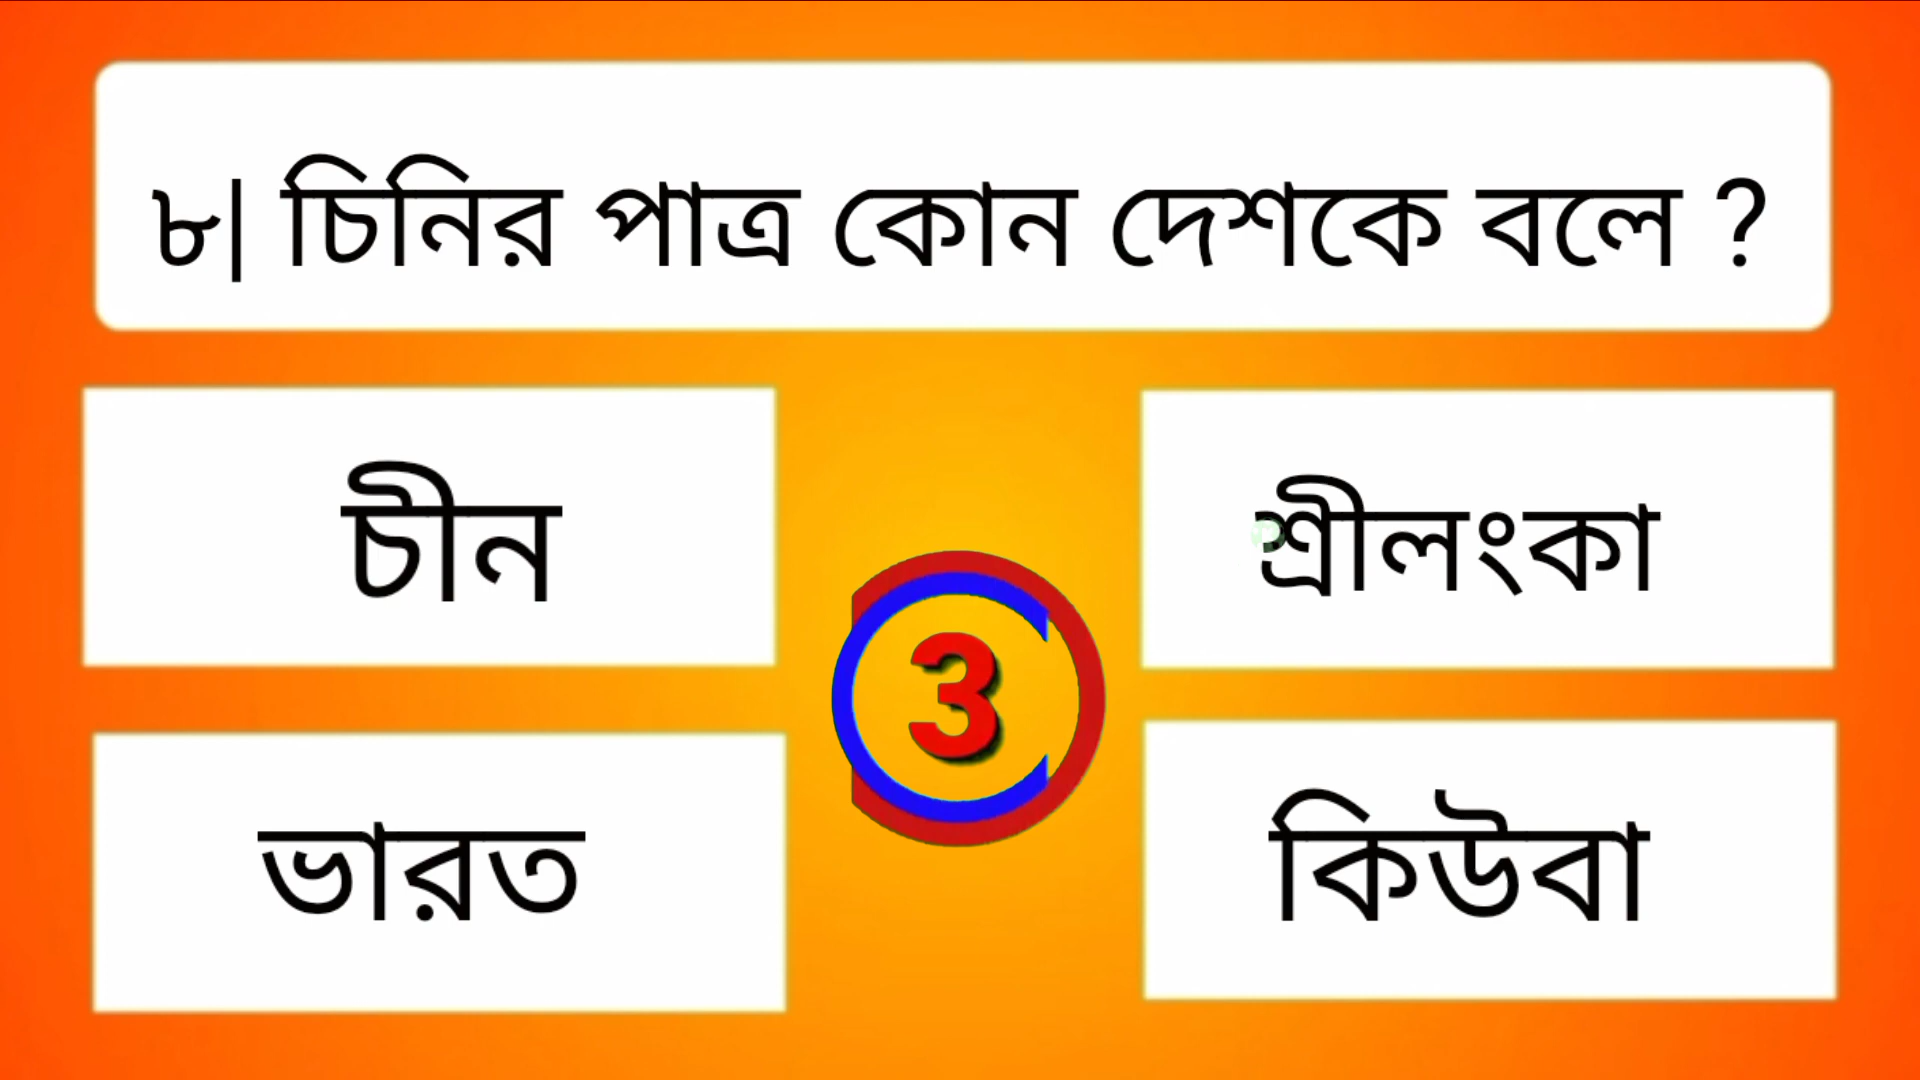 ৮| চিনির পাত্র কোন দেশকে বলে ?
চীন
শ্রীলংকা
3
ভারত
কিউবা